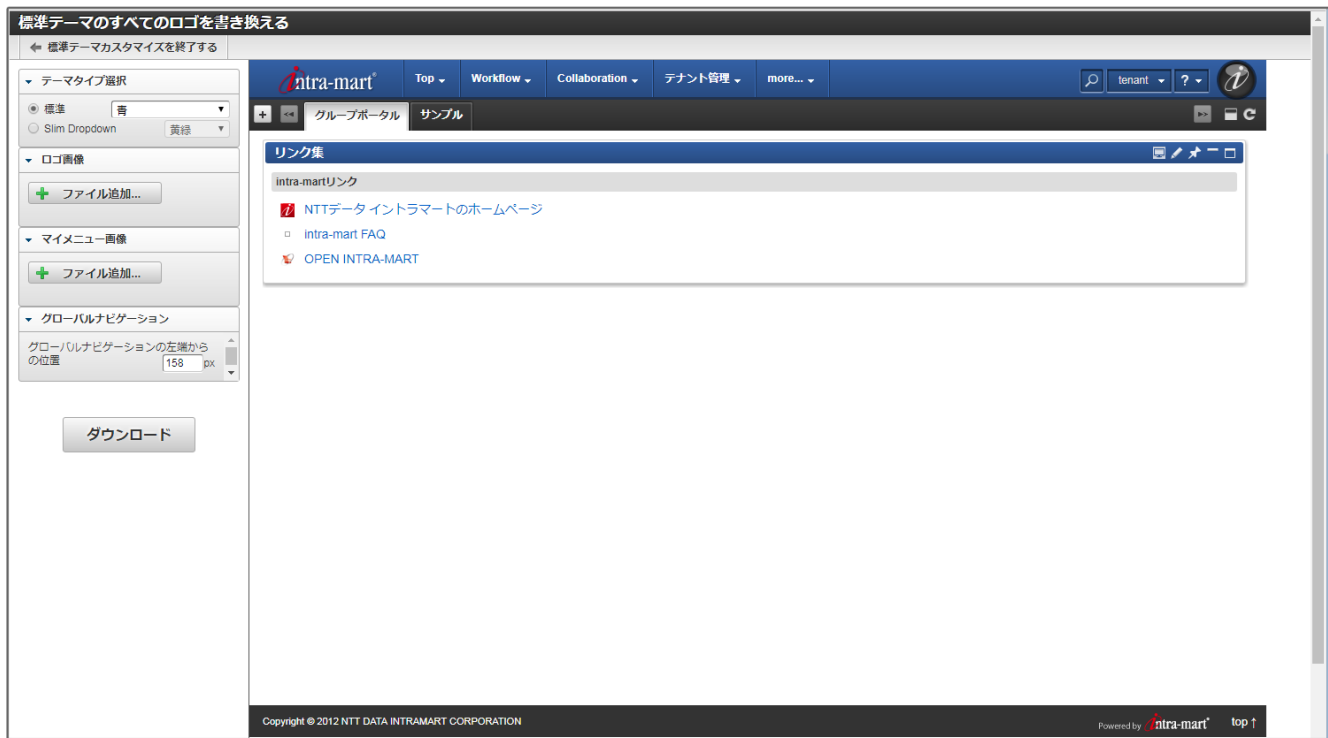 標準テーマのすべてのロゴを書き換える
標準テーマカスタマイズを終了する
テーマタイプ選択
標準 青
Slim Dropdown 黄緑
ロゴ画像
ファイル追加...
マイメニュー画像
ファイル追加...
グローバルナビゲーション
グローバルナビゲーションの左端から
の位置 158 px
ダウンロード
intra-mart® Top Workflow Collaboration テナント管理 more... tenant ?
グループポータル サンプル
リンク集
intra-martリンク
NTTデータ イントラマートのホームページ
intra-mart FAQ
OPEN INTRA-MART
Copyright © 2012 NTT DATA INTRAMART CORPORATION
Powered by intra-mart® top ↑